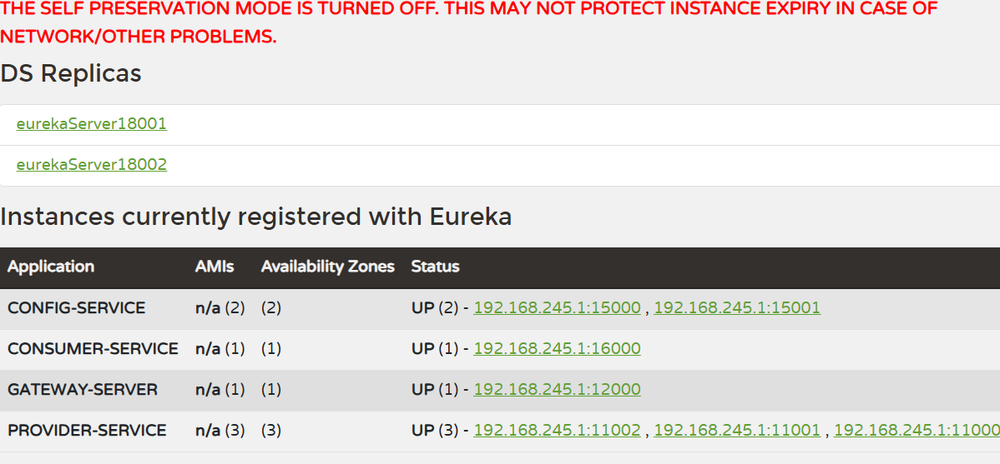 THE SELF PRESERVATION MODE IS TURNED OFF. THIS MAY NOT PROTECT INSTANCE EXPIRY IN CASE OF
NETWORK/OTHER PROBLEMS.
DS Replicas
eurekaServer18001
eurekaServer18002
Instances currently registered with Eureka
Application AMIs Availability Zones Status
CONFIG-SERVICE n/a (2) (2) UP (2) - 192.168.245.1:15000 , 192.168.245.1:15001
CONSUMER-SERVICE n/a (1) (1) UP (1) - 192.168.245.1:16000
GATEWAY-SERVER n/a (1) (1) UP (1) - 192.168.245.1:12000
PROVIDER-SERVICE n/a (3) (3) UP (3) - 192.168.245.1:11002 , 192.168.245.1:11001 , 192.168.245.1:11000